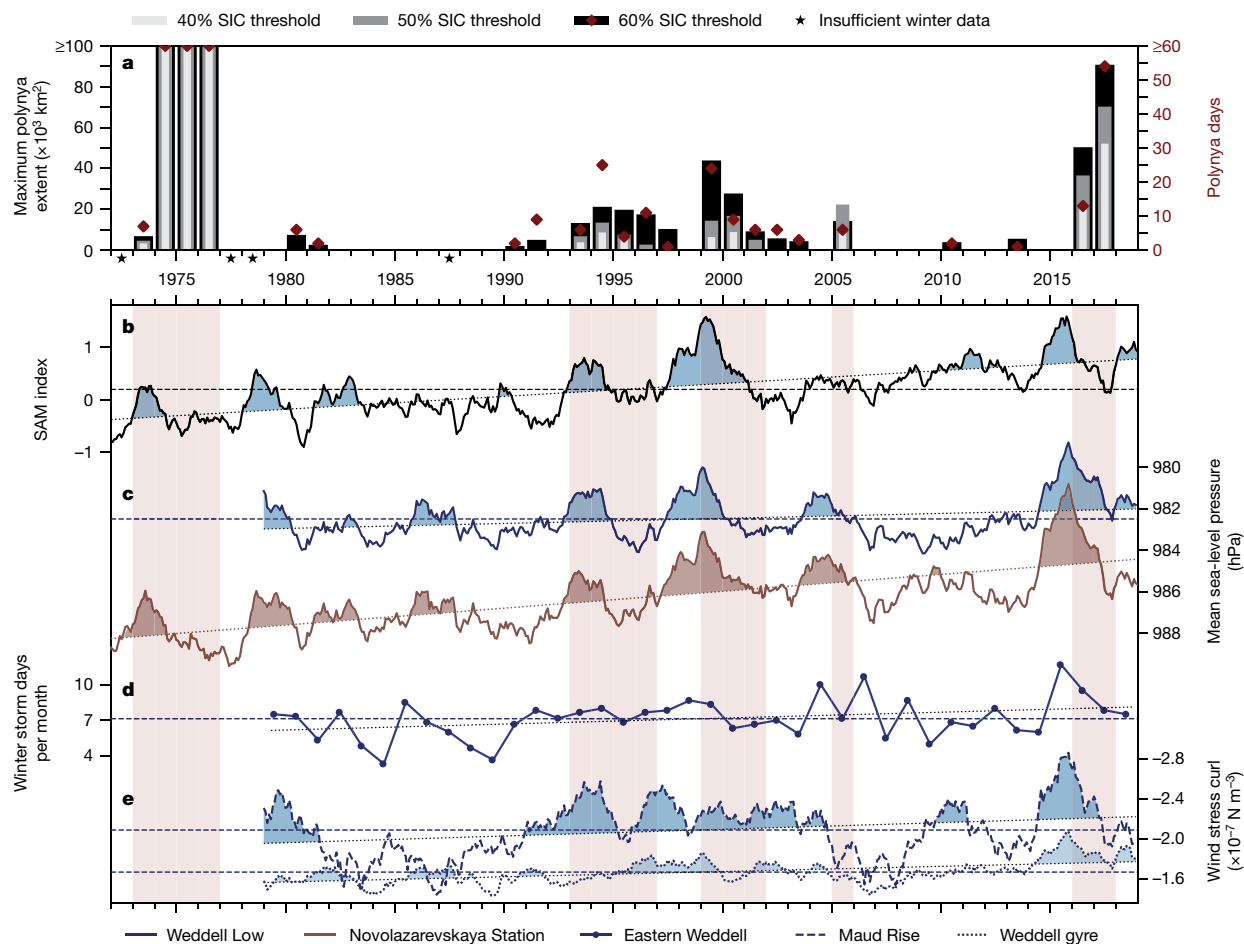 40% SIC threshold 50% SIC threshold 60% SIC threshold ★ Insufficient winter data
a
Maximum polynya
extent (×10³ km²)
≥100
80
60
40
20
0
≥60
50
40
30
20
10
0
Polynya days
1975 1980 1985 1990 1995 2000 2005 2010 2015
b
SAM index
1
0
−1
c
980
982
984
986
988
Mean sea-level pressure
(hPa)
d
Winter storm days
per month
10
7
4
e
−2.8
−2.4
−2.0
−1.6
Wind stress curl
(×10⁻⁷ N m⁻³)
Weddell Low Novolazarevskaya Station Eastern Weddell Maud Rise Weddell gyre